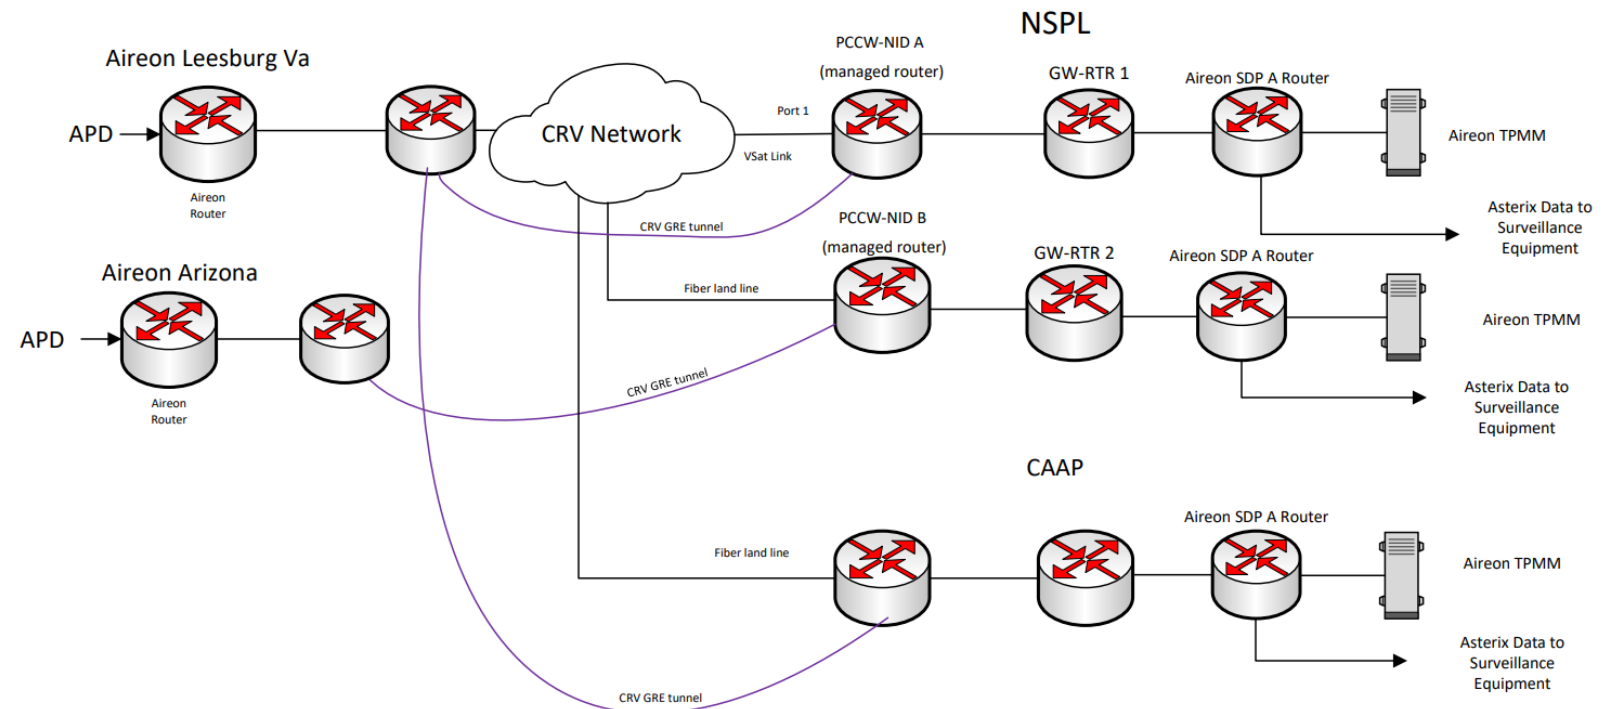 NSPL
Aireon Leesburg Va
APD
Aireon
Router
CRV Network
Port 1
VSat Link
PCCW-NID A
(managed router)
GW-RTR 1
Aireon SDP A Router
Aireon TPMM
Asterix Data to
Surveillance
Equipment
CRV GRE tunnel
PCCW-NID B
(managed router)
GW-RTR 2
Aireon SDP A Router
Aireon TPMM
Asterix Data to
Surveillance
Equipment
Fiber land line
Aireon Arizona
APD
Aireon
Router
CRV GRE tunnel
CAAP
Fiber land line
Aireon SDP A Router
Aireon TPMM
Asterix Data to
Surveillance
Equipment
CRV GRE tunnel